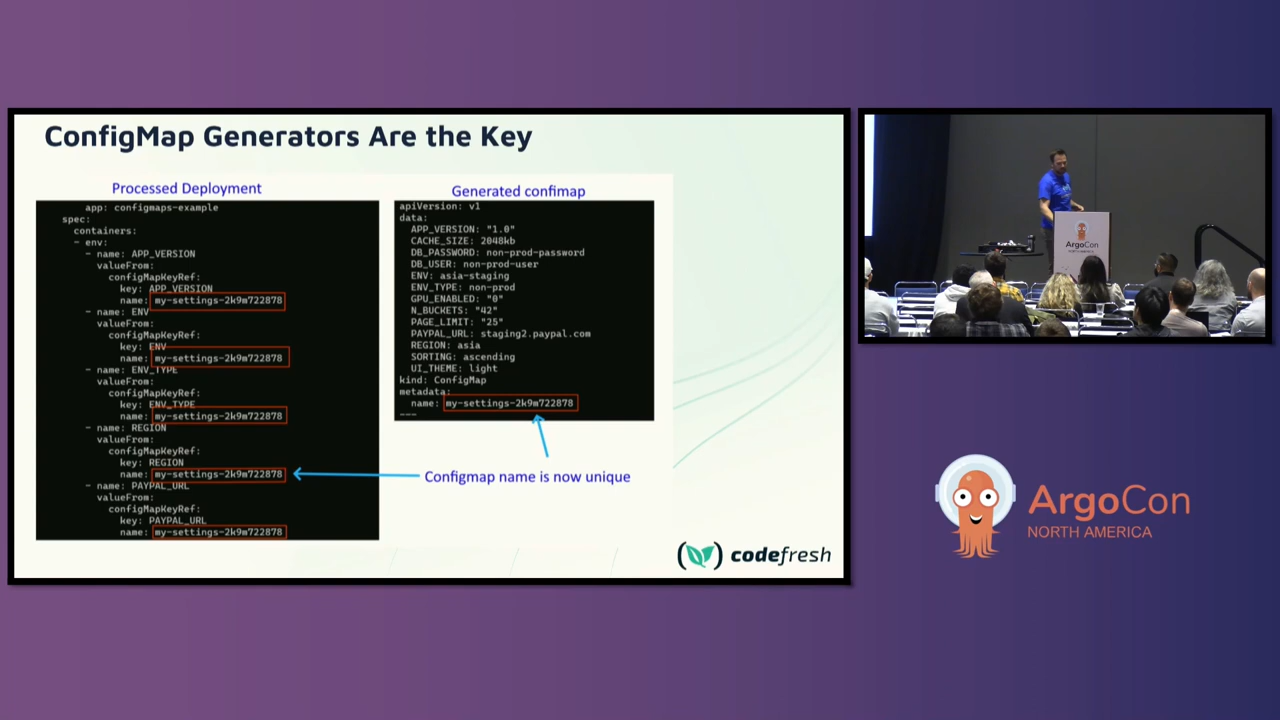 ConfigMap Generators Are the Key
Processed Deployment
app: configmaps-example
spec:
containers:
- env:
- name: APP_VERSION
valueFrom:
configMapKeyRef:
key: APP_VERSION
name: my-settings-2k9m722878
- name: ENV
valueFrom:
configMapKeyRef:
key: ENV
name: my-settings-2k9m722878
- name: ENV_TYPE
valueFrom:
configMapKeyRef:
key: ENV_TYPE
name: my-settings-2k9m722878
- name: REGION
valueFrom:
configMapKeyRef:
key: REGION
name: my-settings-2k9m722878
- name: PAYPAL_URL
valueFrom:
configMapKeyRef:
key: PAYPAL_URL
name: my-settings-2k9m722878
Generated confimap
apiVersion: v1
data:
APP_VERSION: "1.0"
CACHE_SIZE: 2048kb
DB_PASSWORD: non-prod-password
DB_USER: non-prod-user
ENV: asia-staging
ENV_TYPE: non-prod
GPU_ENABLED: "0"
N_BUCKETS: "42"
PAGE_LIMIT: "25"
PAYPAL_URL: staging2.paypal.com
REGION: asia
SORTING: ascending
UI_THEME: light
kind: ConfigMap
metadata:
name: my-settings-2k9m722878
---
Configmap name is now unique
codefresh
ArgoCon
ArgoCon
NORTH AMERICA